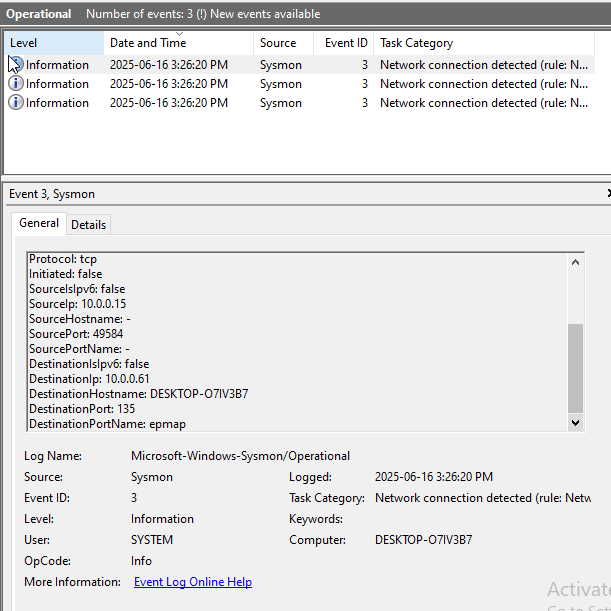 Operational Number of events: 3 (!) New events available
Level Date and Time Source Event ID Task Category
Information 2025-06-16 3:26:20 PM Sysmon 3 Network connection detected (rule: N...
Information 2025-06-16 3:26:20 PM Sysmon 3 Network connection detected (rule: N...
Information 2025-06-16 3:26:20 PM Sysmon 3 Network connection detected (rule: N...
Event 3, Sysmon
General Details
Protocol: tcp
Initiated: false
SourceIsIpv6: false
SourceIp: 10.0.0.15
SourceHostname: -
SourcePort: 49584
SourcePortName: -
DestinationIsIpv6: false
DestinationIp: 10.0.0.61
DestinationHostname: DESKTOP-O7IV3B7
DestinationPort: 135
DestinationPortName: epmap
Log Name: Microsoft-Windows-Sysmon/Operational
Source: Sysmon Logged: 2025-06-16 3:26:20 PM
Event ID: 3 Task Category: Network connection detected (rule: Netw
Level: Information Keywords:
User: SYSTEM Computer: DESKTOP-O7IV3B7
OpCode: Info
More Information: Event Log Online Help
Activate
Go to Set